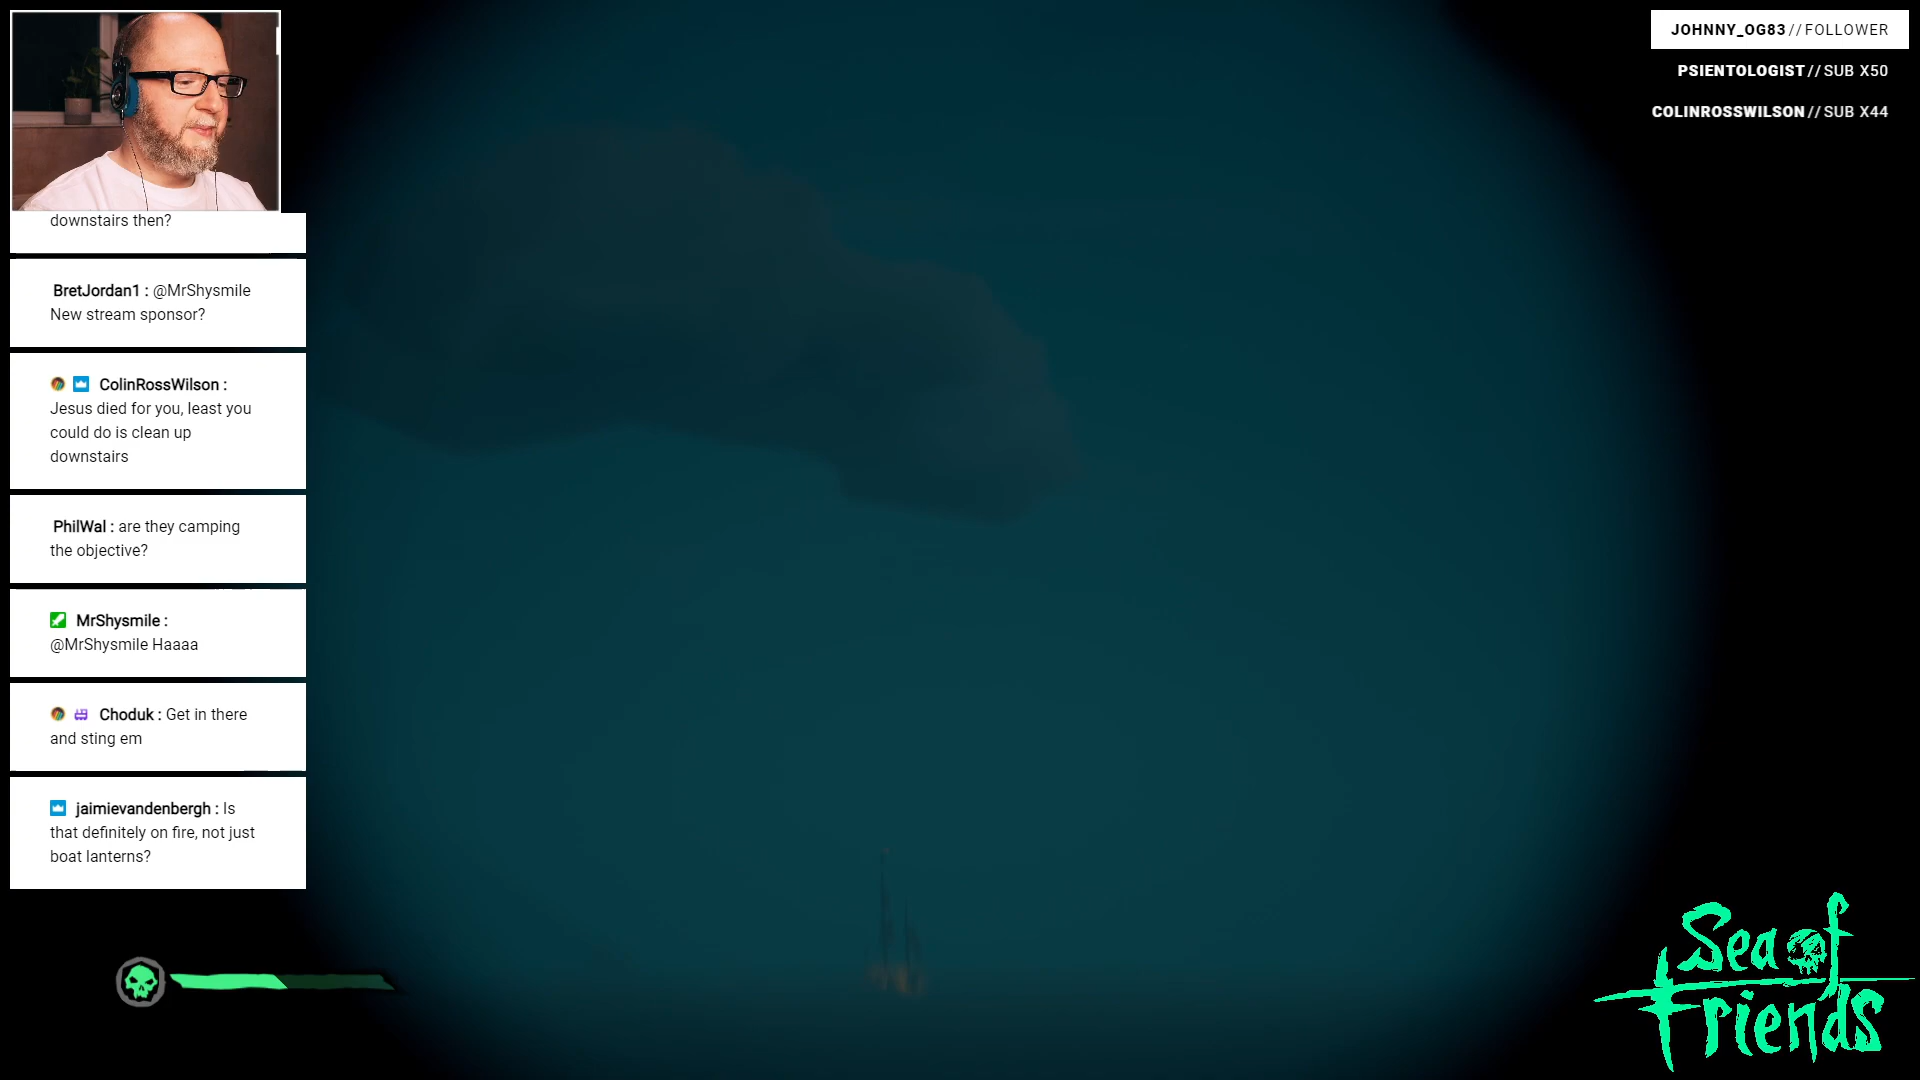 downstairs then?
BretJordan1 : @MrShysmile
New stream sponsor?
ColinRossWilson :
Jesus died for you, least you
could do is clean up
downstairs
PhilWal : are they camping
the objective?
MrShysmile :
@MrShysmile Haaaa
Choduk : Get in there
and sting em
jaimievandenbergh : Is
that definitely on fire, not just
boat lanterns?
JOHNNY_OG83//FOLLOWER
PSIENTOLOGIST//SUB X50
COLINROSSWILSON//SUB X44
Sea of
Friends